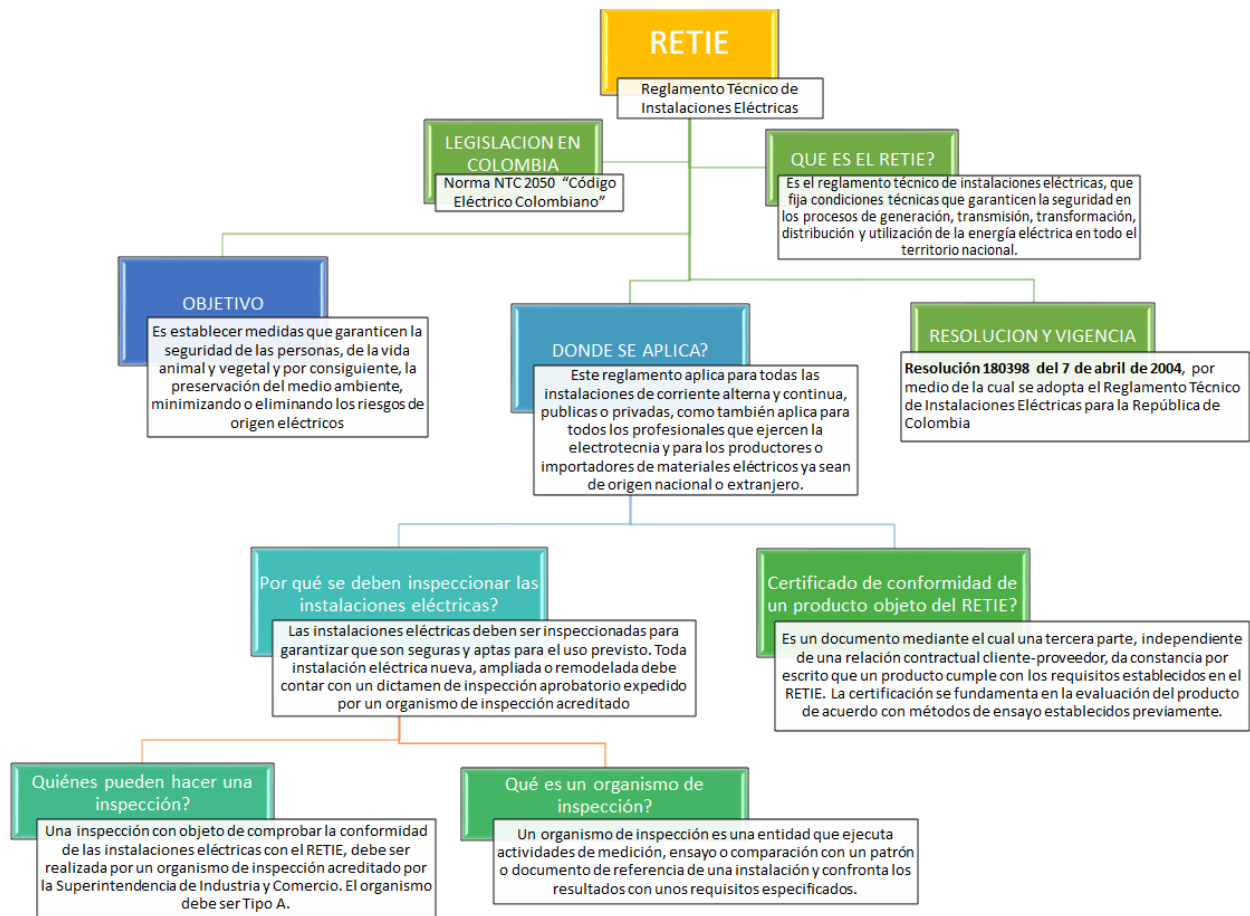 RETIE
Reglamento Técnico de
Instalaciones Eléctricas
LEGISLACION EN
COLOMBIA
Norma NTC 2050 “Código
Eléctrico Colombiano”
QUE ES EL RETIE?
Es el reglamento técnico de instalaciones eléctricas, que
fija condiciones técnicas que garanticen la seguridad en
los procesos de generación, transmisión, transformación,
distribución y utilización de la energía eléctrica en todo el
territorio nacional.
OBJETIVO
Es establecer medidas que garanticen la
seguridad de las personas, de la vida
animal y vegetal y por consiguiente, la
preservación del medio ambiente,
minimizando o eliminando los riesgos de
origen eléctricos
DONDE SE APLICA?
Este reglamento aplica para todas las
instalaciones de corriente alterna y continua,
publicas o privadas, como también aplica para
todos los profesionales que ejercen la
electrotecnia y para los productores o
importadores de materiales eléctricos ya sean
de origen nacional o extranjero.
RESOLUCION Y VIGENCIA
Resolución 180398 del 7 de abril de 2004, por
medio de la cual se adopta el Reglamento Técnico
de Instalaciones Eléctricas para la República de
Colombia
Por qué se deben inspeccionar las
instalaciones eléctricas?
Las instalaciones eléctricas deben ser inspeccionadas para
garantizar que son seguras y aptas para el uso previsto. Toda
instalación eléctrica nueva, ampliada o remodelada debe
contar con un dictamen de inspección aprobatorio expedido
por un organismo de inspección acreditado
Certificado de conformidad de
un producto objeto del RETIE?
Es un documento mediante el cual una tercera parte, independiente
de una relación contractual cliente-proveedor, da constancia por
escrito que un producto cumple con los requisitos establecidos en el
RETIE. La certificación se fundamenta en la evaluación del producto
de acuerdo con métodos de ensayo establecidos previamente.
Quiénes pueden hacer una
inspección?
Una inspección con objeto de comprobar la conformidad
de las instalaciones eléctricas con el RETIE, debe ser
realizada por un organismo de inspección acreditado por
la Superintendencia de Industria y Comercio. El organismo
debe ser Tipo A.
Qué es un organismo de
inspección?
Un organismo de inspección es una entidad que ejecuta
actividades de medición, ensayo o comparación con un patrón
o documento de referencia de una instalación y confronta los
resultados con unos requisitos especificados.